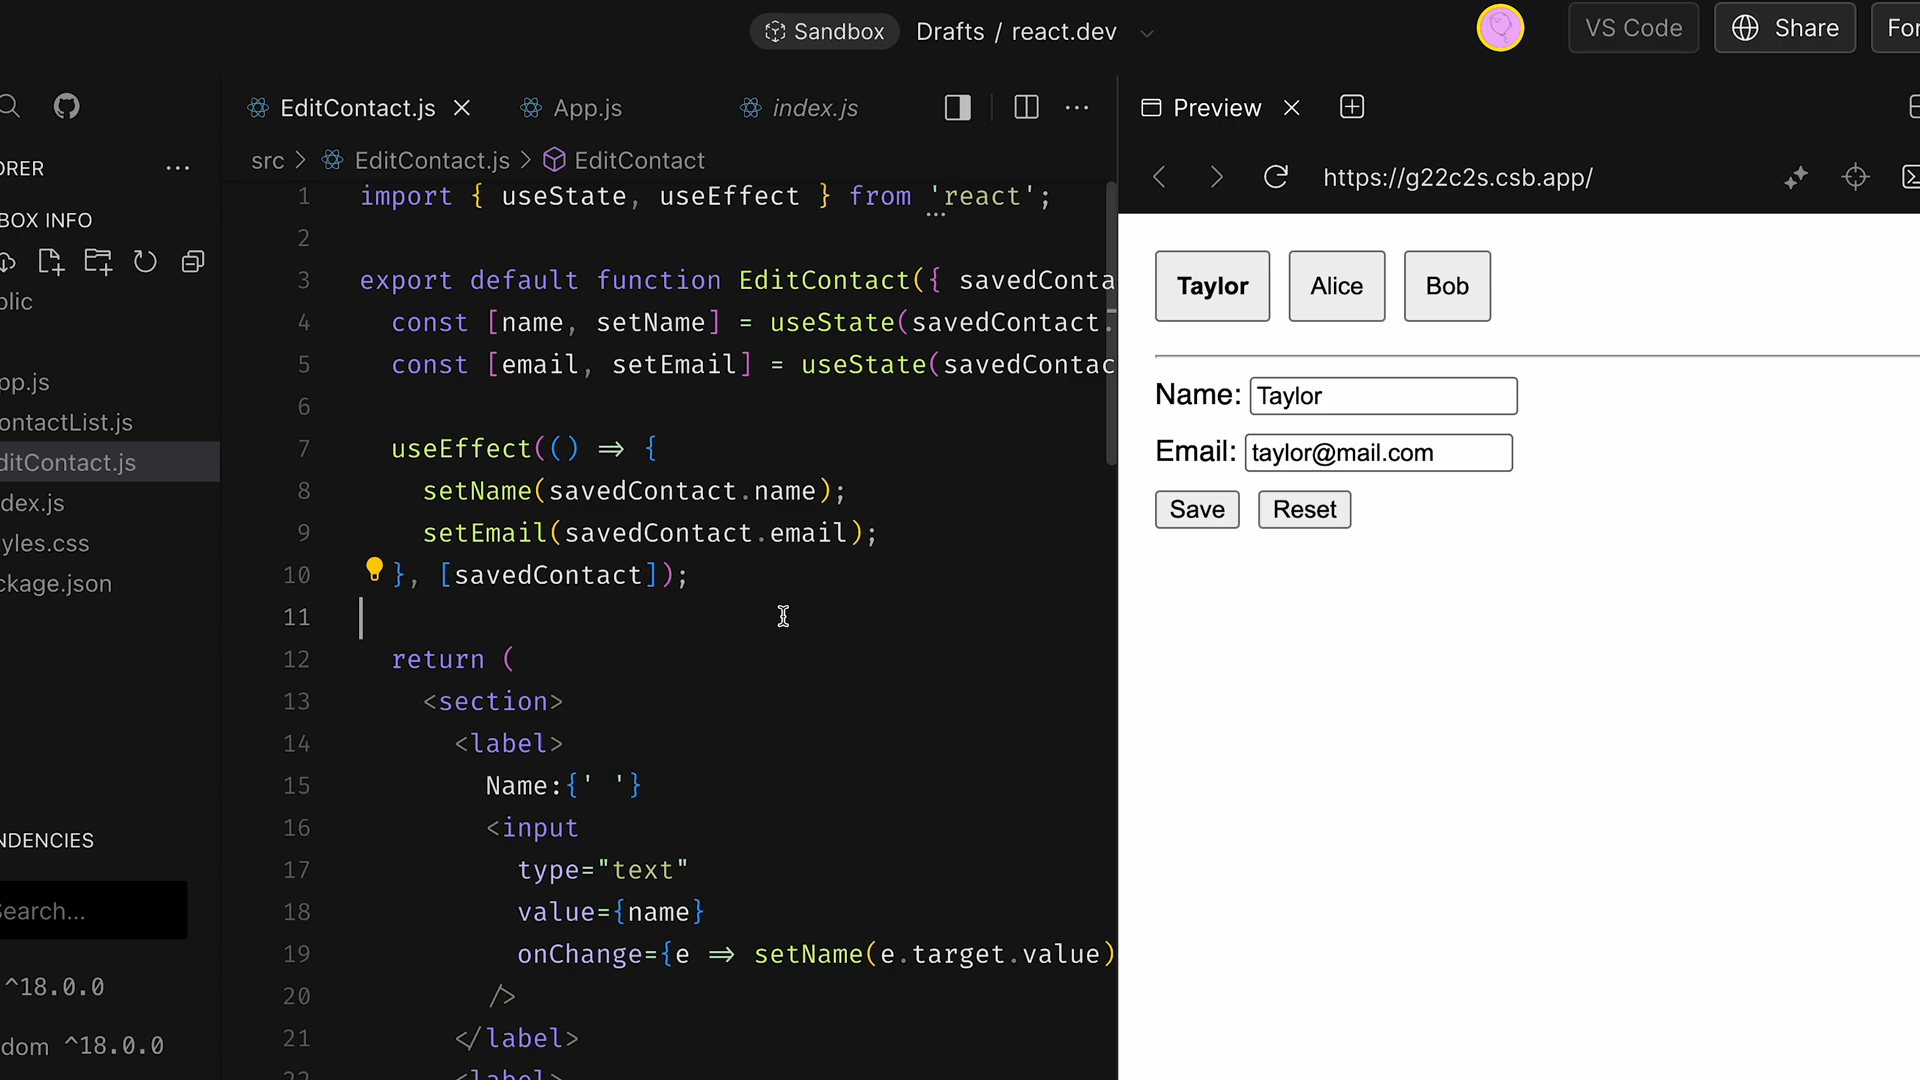 Sandbox
Drafts / react.dev
VS Code
Share
EditContact.js
App.js
index.js
Preview
src > EditContact.js > EditContact
https://g22c2s.csb.app/
BOX INFO
1 import { useState, useEffect } from 'react';
2
3 export default function EditContact({ savedConta
4 const [name, setName] = useState(savedContact.
5 const [email, setEmail] = useState(savedContac
6
7 useEffect(() => {
8 setName(savedContact.name);
9 setEmail(savedContact.email);
10 }, [savedContact]);
11
12 return (
13 <section>
14 <label>
15 Name:{' '}
16 <input
17 type="text"
18 value={name}
19 onChange={e => setName(e.target.value)
20 />
21 </label>
22 <label>
ORER
blic
pp.js
ontactList.js
ditContact.js
dex.js
yles.css
ckage.json
NDENCIES
Search...
^18.0.0
dom ^18.0.0
Taylor
Alice
Bob
Name: Taylor
Email: taylor@mail.com
Save
Reset